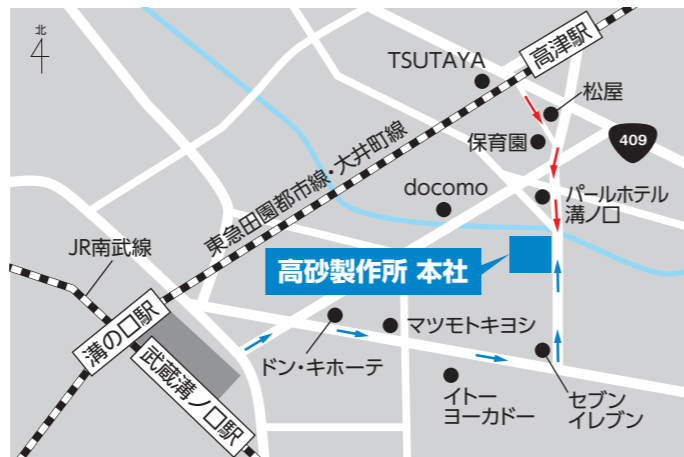 北
高津駅
TSUTAYA
松屋
保育園
409
東急田園都市線・大井町線
docomo
パールホテル
溝ノ口
JR南武線
高砂製作所 本社
溝の口駅
武蔵溝ノ口駅
マツモトキヨシ
ドン・キホーテ
イトー
ヨーカドー
セブン
イレブン